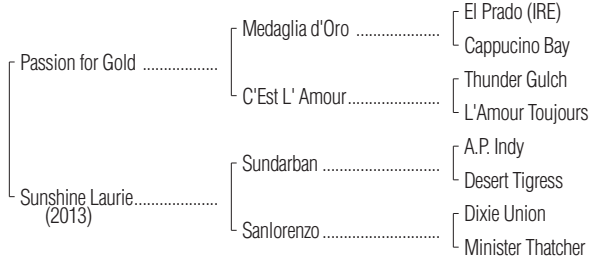 El Prado (IRE)
Medaglia d'Oro ....................
Cappucino Bay
Passion for Gold ..................
Thunder Gulch
C'Est L' Amour......................
L'Amour Toujours
A.P. Indy
Sundarban ............................
Desert Tigress
Sunshine Laurie....................
(2013)
Dixie Union
Sanlorenzo............................
Minister Thatcher